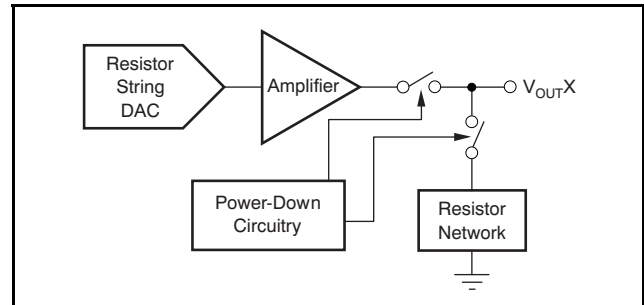 Resistor
String
DAC
Amplifier
VOUTX
Power-Down
Circuitry
Resistor
Network